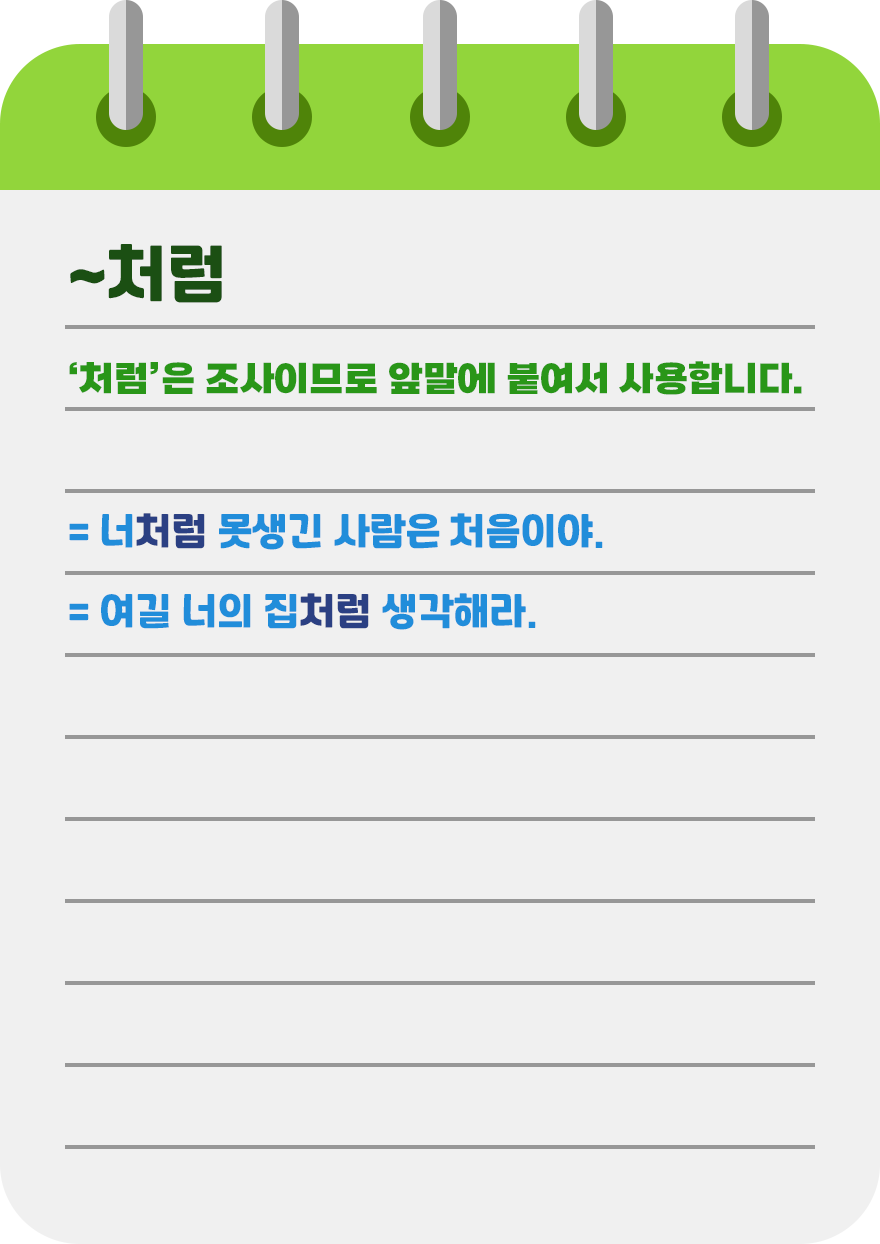 ~처럼
‘처럼’은 조사이므로 앞말에 붙여서 사용합니다.
= 너처럼 못생긴 사람은 처음이야.
= 여길 너의 집처럼 생각해라.